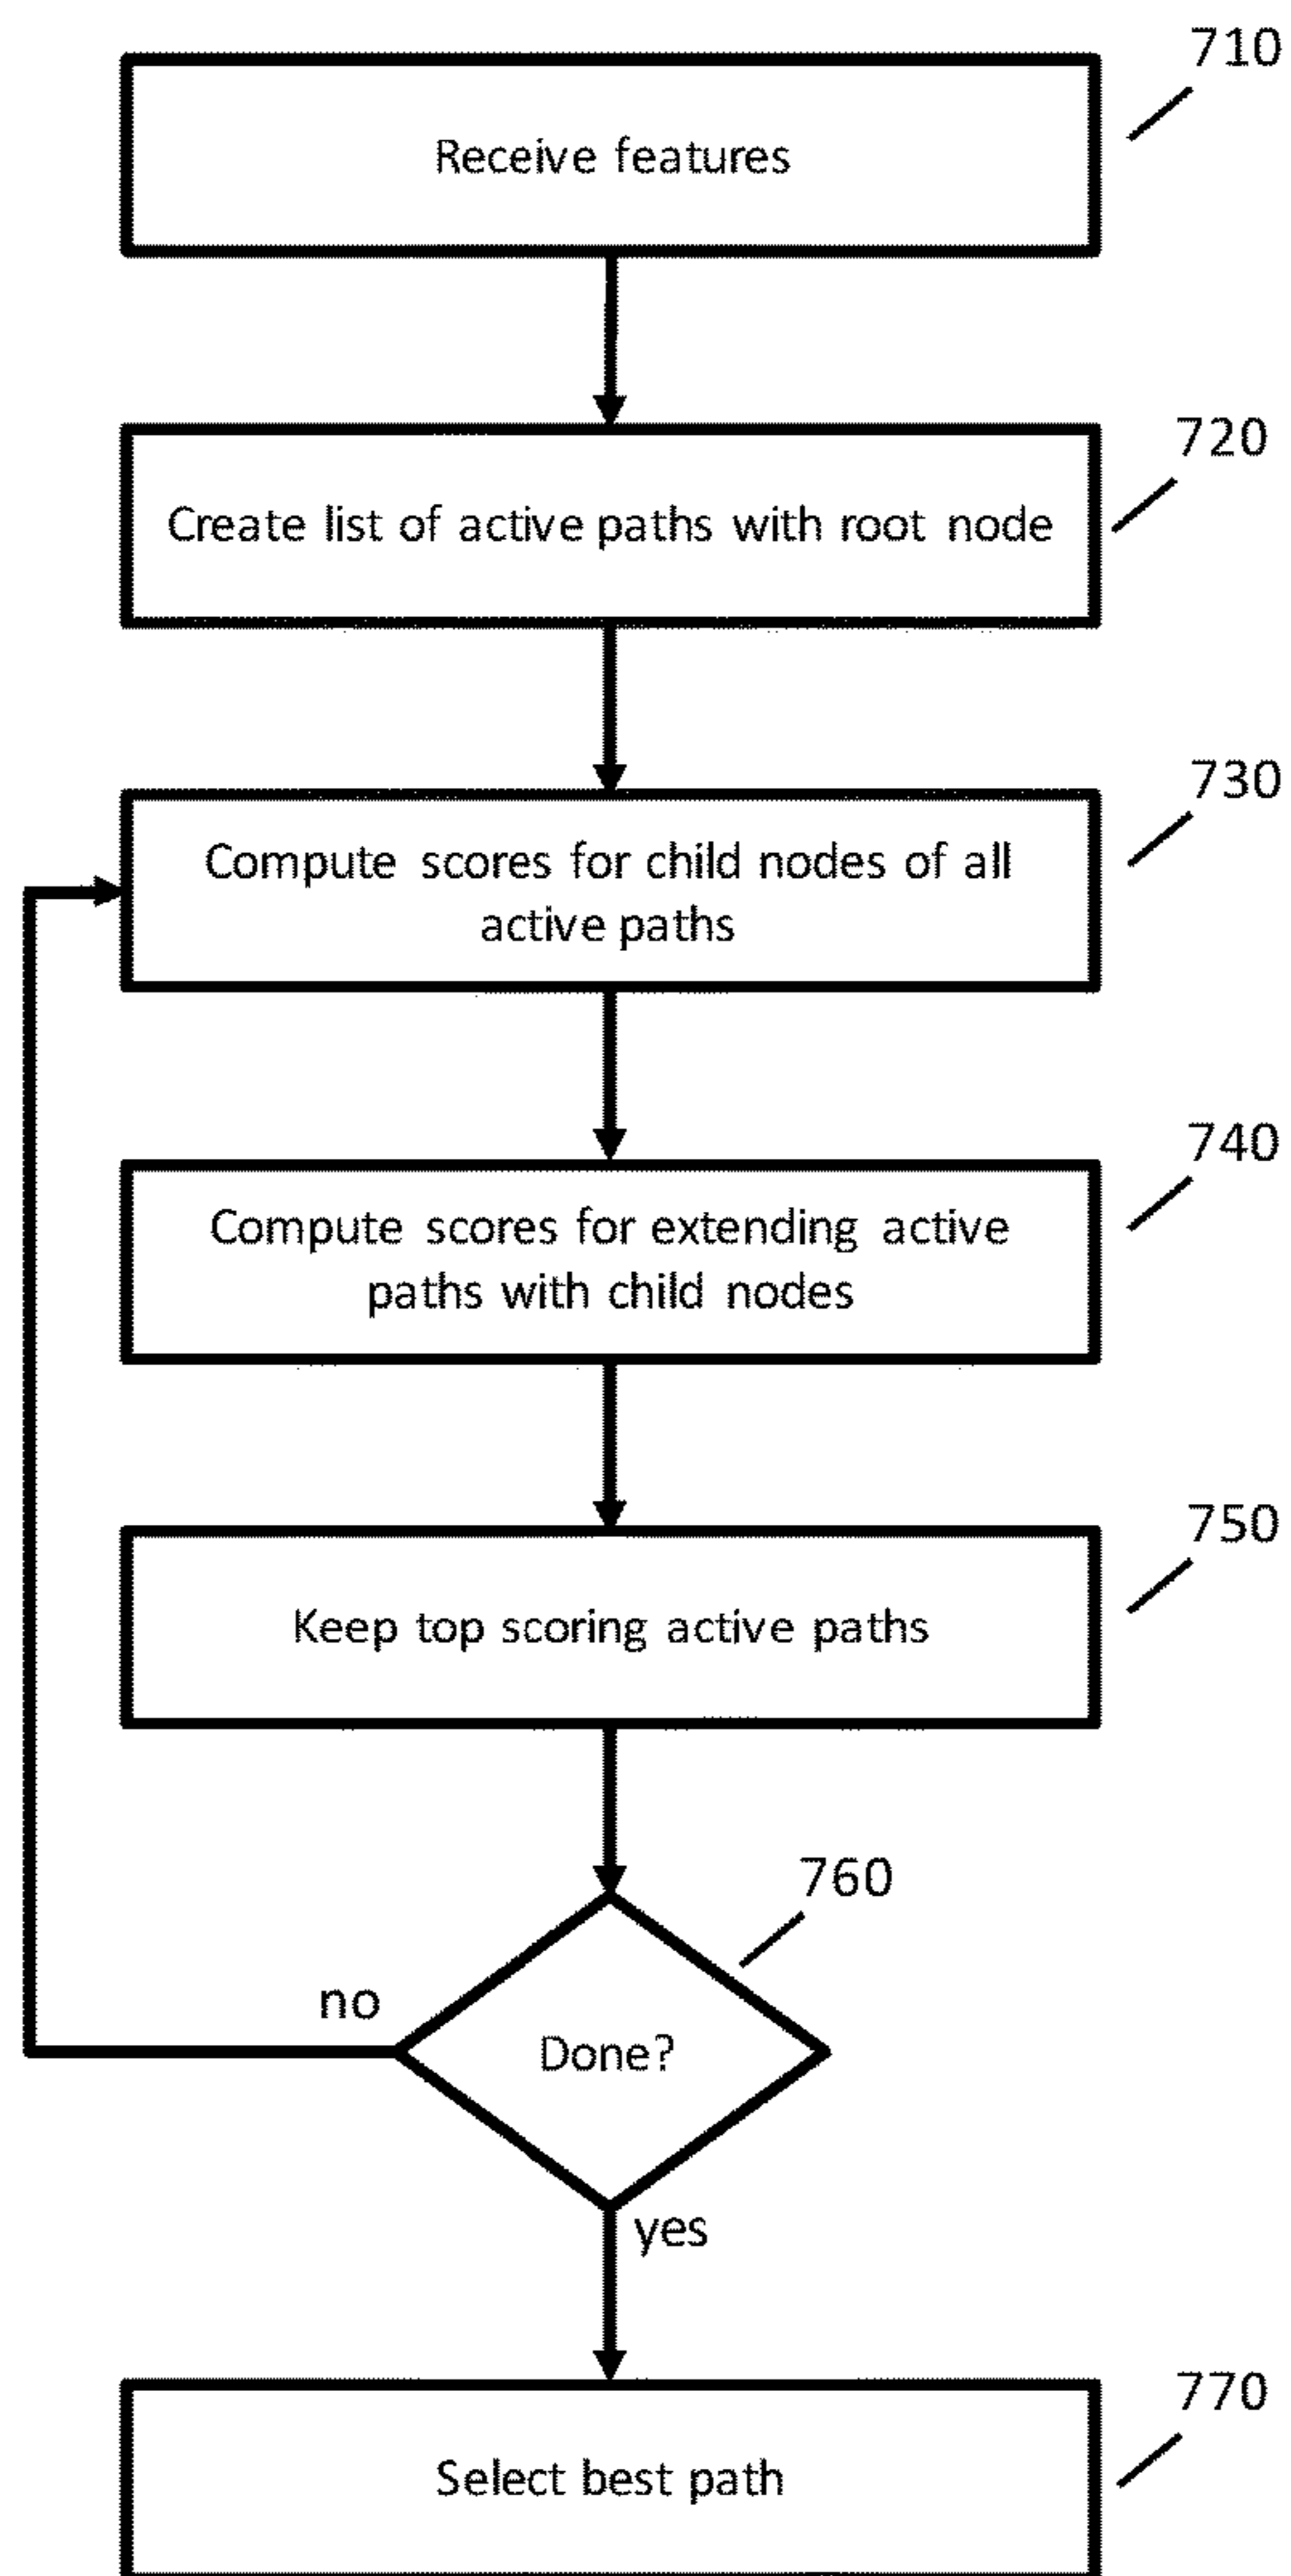 710
Receive features
720
Create list of active paths with root node
730
Compute scores for child nodes of all
active paths
740
Compute scores for extending active
paths with child nodes
750
Keep top scoring active paths
760
no
Done?
yes
770
Select best path